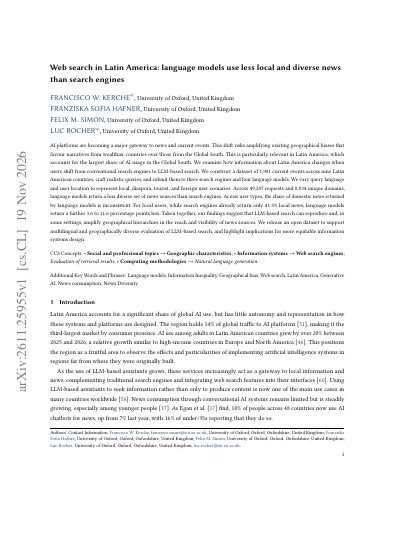 arXiv:2611.25955v1 [cs.CL] 19 Nov 2026
Web search in Latin America: language models use less local and diverse news
than search engines
FRANCISCO W. KERCHE, University of Oxford, United Kingdom
FRANZISKA SOFIA HAFNER, University of Oxford, United Kingdom
FELIX M. SIMON, University of Oxford, United Kingdom
LUC ROCHER, University of Oxford, United Kingdom
AI platforms are becoming a major gateway to news and current events. This shift risks amplifying existing geographical biases that
favour narratives from wealthier countries over those from the Global South. This is particularly relevant in Latin America, which
accounts for the largest share of AI usage in the Global South. We examine how information about Latin America changes when
users shift from conventional search engines to LLM-based search. We construct a dataset of 1,981 current events across nine Latin
American countries, craft realistic queries, and submit them to three search engines and four language models. We vary query language
and user location to represent local, diaspora, tourist, and foreign user scenarios. Across 49,287 requests and 8,894 unique domains,
language models return a less diverse set of news sources than search engines. Across user types, the share of domestic news returned
by language models is inconsistent: For local users, while search engines already return only 41.3% local news, language models
return a further 3.6 to 11.6 percentage points less. Taken together, our findings suggest that LLM-based search can reproduce and, in
some settings, amplify geographical hierarchies in the reach and visibility of news sources. We release an open dataset to support
multilingual and geographically diverse evaluation of LLM-based search, and highlight implications for more equitable information
systems design.
CCS Concepts: • Social and professional topics → Geographic characteristics; • Information systems → Web search engines;
Evaluation of retrieval results; • Computing methodologies → Natural language generation.
Additional Key Words and Phrases: Language models, Information Inequality, Geographical bias, Web search, Latin America, Generative
AI, News consumption, News Diversity
1 Introduction
Latin America accounts for a significant share of global AI use, but has little autonomy and representation in how
these systems and platforms are designed. The region holds 14% of global traffic to AI platforms [51], making it the
third-largest market by consumer presence. AI use among adults in Latin American countries grew by over 20% between
2025 and 2026, a relative growth similar to high-income countries in Europe and North America [46]. This positions
the region as a fruitful area to observe the effects and particularities of implementing artificial intelligence systems in
regions far from where they were originally built.
As the use of LLM-based assistants grows, these services increasingly act as a gateway to local information and
news, complementing traditional search engines and integrating web search features into their interfaces [60]. Using
LLM-based assistants to seek information rather than only to produce content is now one of the main use cases in
many countries worldwide [56]. News consumption through conversational AI systems remains limited but is steadily
growing, especially among younger people [17]. As Egan et al. [17] find, 10% of people across 48 countries now use AI
chatbots for news, up from 7% last year, with 16% of under-35s reporting that they do so.
Authors' Contact Information: Francisco W. Kerche, University of Oxford, Oxford, Oxfordshire, United Kingdom; Franziska
Sofia Hafner, University of Oxford, Oxford, Oxfordshire, United Kingdom; Felix M. Simon, University of Oxford, Oxford, Oxfordshire, United Kingdom;
Luc Rocher, University of Oxford, Oxford, Oxfordshire, United Kingdom,
1